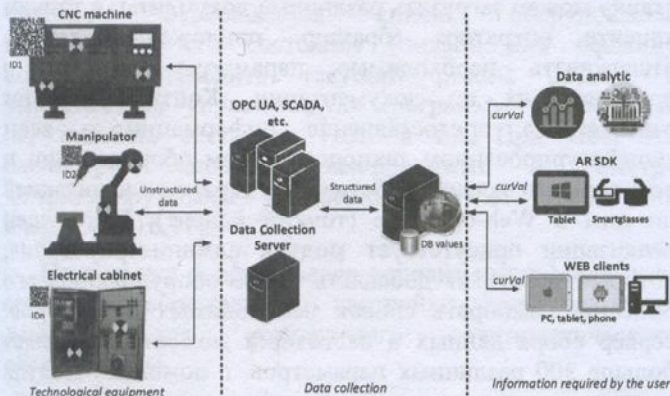 CNC machine
ID1
Manipulator
ID2
Electrical cabinet
IDn
Technological equipment
Unstructured
data
OPC UA, SCADA,
etc.
Data Collection
Server
Data collection
Structured
data
DB values
Data analytic
curVal
AR SDK
curVal
Tablet
Smartglasses
WEB clients
curVal
PC, tablet, phone
Information required by the user